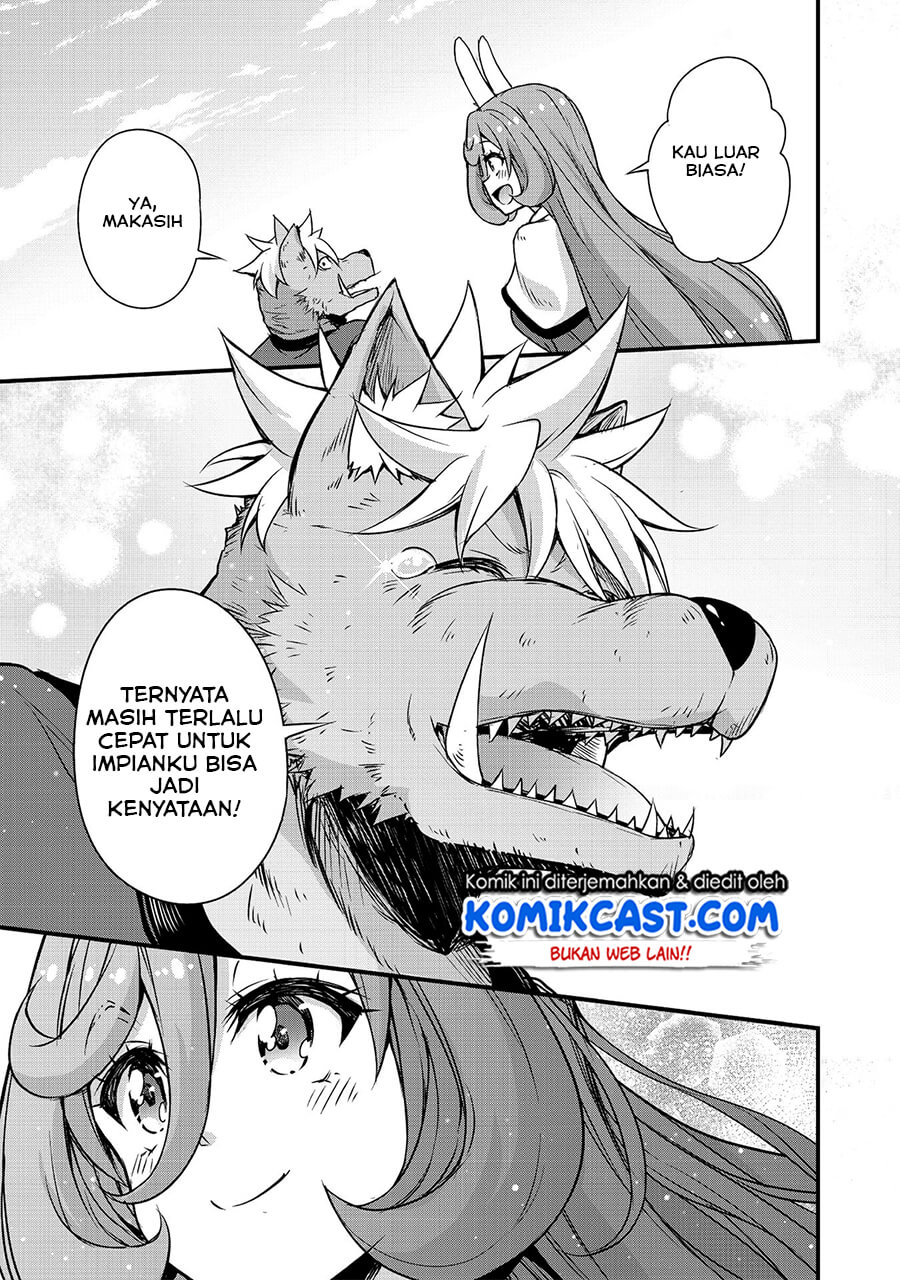 KAU LUAR
BIASA!
YA,
MAKASIH
TERNYATA
MASIH TERLALU
CEPAT UNTUK
IMPIANKU BISA
JADI
KENYATAAN!
Komik ini diterjemahkan & diedit oleh
KOMIKCAST.COM
BUKAN WEB LAIN!!